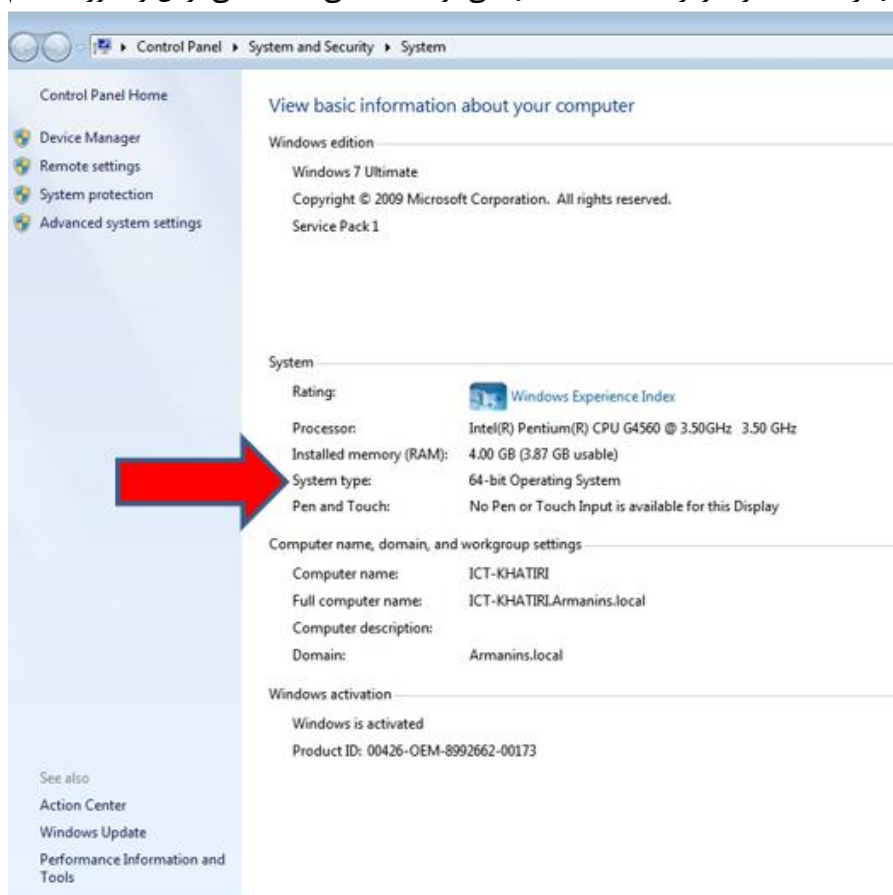 Control Panel ▸ System and Security ▸ System
Control Panel Home
Device Manager
Remote settings
System protection
Advanced system settings
See also
Action Center
Windows Update
Performance Information and
Tools
View basic information about your computer
Windows edition
Windows 7 Ultimate
Copyright © 2009 Microsoft Corporation. All rights reserved.
Service Pack 1
System
Rating: Windows Experience Index
Processor: Intel(R) Pentium(R) CPU G4560 @ 3.50GHz 3.50 GHz
Installed memory (RAM): 4.00 GB (3.87 GB usable)
System type: 64-bit Operating System
Pen and Touch: No Pen or Touch Input is available for this Display
Computer name, domain, and workgroup settings
Computer name: ICT-KHATIRI
Full computer name: ICT-KHATIRI.Armanins.local
Computer description:
Domain: Armanins.local
Windows activation
Windows is activated
Product ID: 00426-OEM-8992662-00173